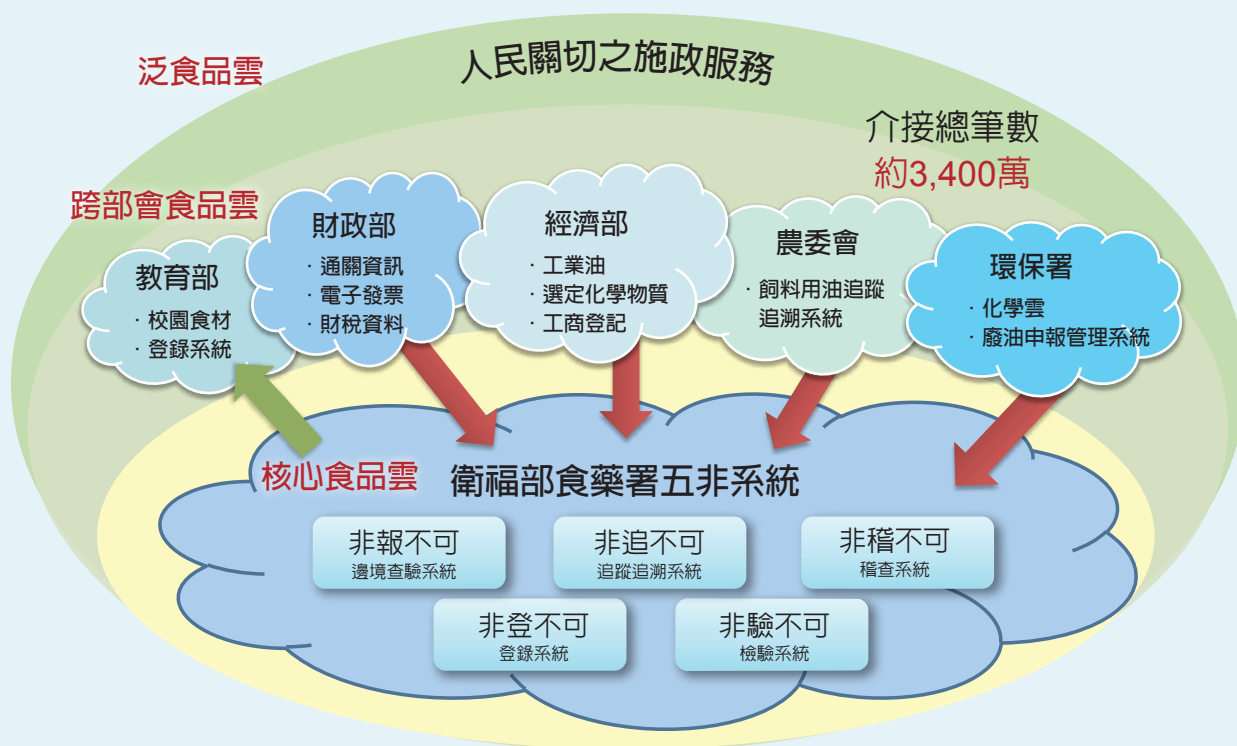 人民關切之施政服務
泛食品雲
介接總筆數
約3,400萬
跨部會食品雲
教育部
· 校園食材
· 登錄系統
財政部
· 通關資訊
· 電子發票
· 財稅資料
經濟部
· 工業油
· 選定化學物質
· 工商登記
農委會
· 飼料用油追蹤
追溯系統
環保署
· 化學雲
· 廢油申報管理系統
核心食品雲
衛福部食藥署五非系統
非報不可
邊境查驗系統
非追不可
追蹤追溯系統
非稽不可
稽查系統
非登不可
登錄系統
非驗不可
檢驗系統